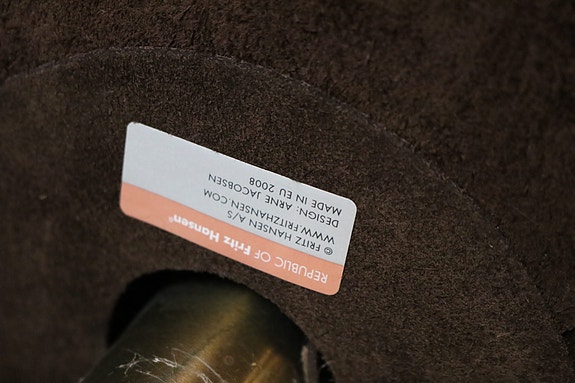 REPUBLIC OF Fritz Hansen®
© FRITZ HANSEN A/S
WWW.FRITZHANSEN.COM
DESIGN: ARNE JACOBSEN
MADE IN EU 2008